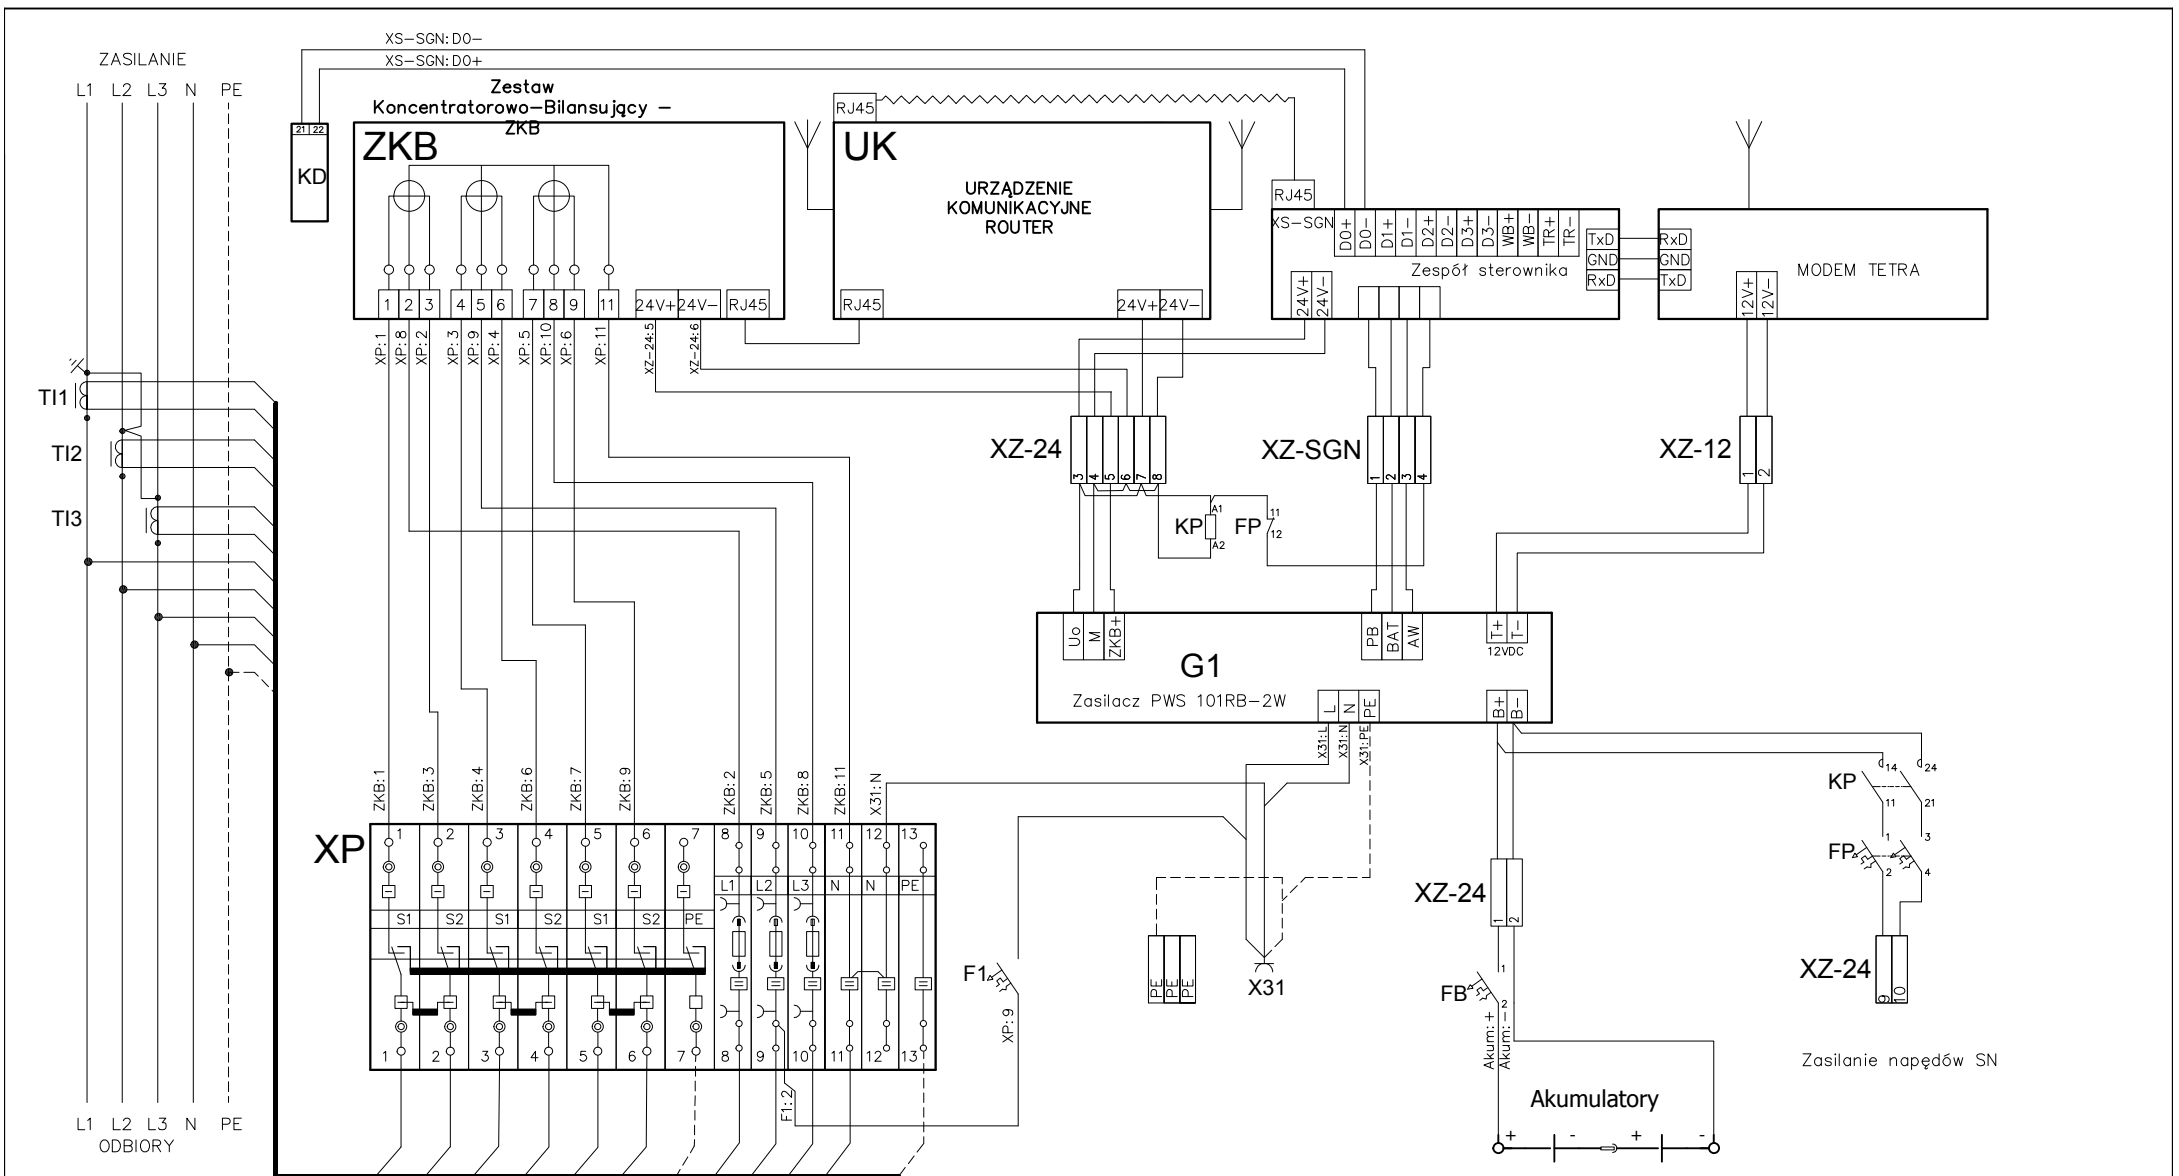 XS-SGN:D0-
XS-SGN:D0+
ZASILANIE
L1 L2 L3 N PE
Zestaw
Koncentratorowo-Bilansujący -
ZKB
21 22
KD
ZKB
1 2 3 4 5 6 7 8 9 11 24V+ 24V- RJ45
XP:1 XP:8 XP:2 XP:3 XP:9 XP:4 XP:5 XP:10 XP:6 XP:11 XZ-24:5 XZ-24:6
RJ45
UK
URZĄDZENIE
KOMUNIKACYJNE
ROUTER
RJ45 24V+ 24V-
RJ45
XS-SGN D0+ D0- D1+ D1- D2+ D2- D3+ D3- WB+ WB- TR+ TR-
Zespół sterownika
24V+ 24V-
TxD RxD
GND GND
RxD TxD
MODEM TETRA
12V+ 12V-
TI1
TI2
TI3
XZ-24
3 4 5 6 7 8
XZ-SGN
1 2 3 4
XZ-12
1 2
KP A1 A2
FP 11 12
Uo M ZKB+
PB BAT AW
T+ T-
12VDC
G1
Zasilacz PWS 101RB-2W
L N PE
B+ B-
X31:L X31:N X31:PE
ZKB:1 ZKB:3 ZKB:4 ZKB:6 ZKB:7 ZKB:9 ZKB:2 ZKB:5 ZKB:8 ZKB:11 X31:N
XP
1 2 3 4 5 6 7 8 9 10 11 12 13
L1 L2 L3 N N PE
S1 S2 S1 S2 S1 S2 PE
1 2 3 4 5 6 7 8 9 10 11 12 13
F1:2
F1
XP:9
PE PE PE
X31
KP 14 24
11 21
FP 1 3
2 4
XZ-24
1 2
FB 1
2
Akum:+
Akum:-
XZ-24
9 10
Zasilanie napędów SN
Akumulatory
+ - + -
L1 L2 L3 N PE
ODBIORY